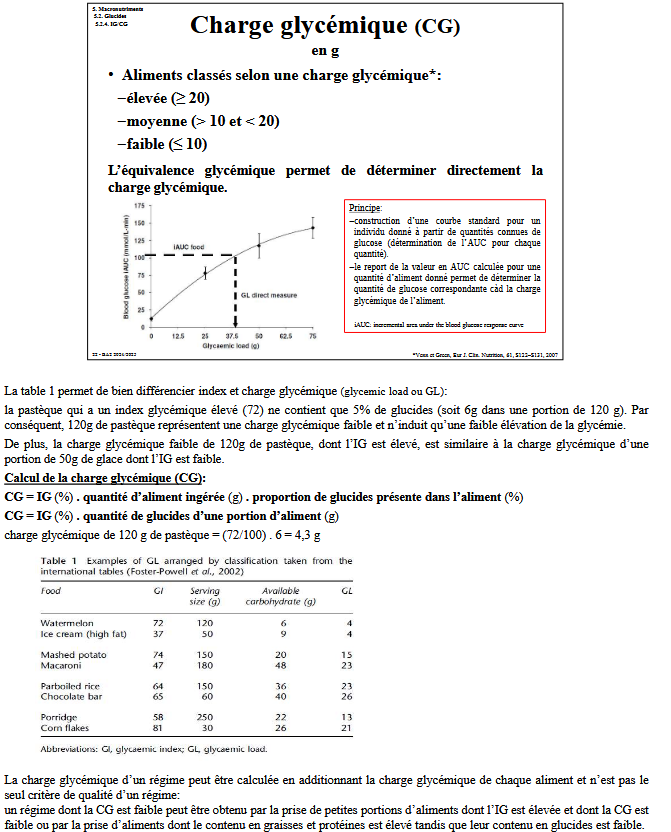 5. Macronutriments
5.2. Glucides
5.2.4. IG/CG
Charge glycémique (CG)
en g
• Aliments classés selon une charge glycémique*:
–élevée (≥ 20)
–moyenne (> 10 et < 20)
–faible (≤ 10)
L’équivalence glycémique permet de déterminer directement la
charge glycémique.
175
150
125
100
75
50
25
0
Blood glucose iAUC (mmol/L·min)
iAUC food
GL direct measure
0 12.5 25 37.5 50 62.5 75
Glycaemic load (g)
Principe:
–construction d’une courbe standard pour un
individu donné à partir de quantités connues de
glucose (détermination de l’AUC pour chaque
quantité).
–le report de la valeur en AUC calculée pour une
quantité d’aliment donné permet de déterminer la
quantité de glucose correspondante càd la charge
glycémique de l’aliment.
iAUC: incremental area under the blood glucose response curve
*Venn et Green, Eur J. Clin. Nutrition, 61, S122–S131, 2007
La table 1 permet de bien différencier index et charge glycémique (glycemic load ou GL):
la pastèque qui a un index glycémique élevé (72) ne contient que 5% de glucides (soit 6g dans une portion de 120 g). Par
conséquent, 120g de pastèque représentent une charge glycémique faible et n’induit qu’une faible élévation de la glycémie.
De plus, la charge glycémique faible de 120g de pastèque, dont l’IG est élevé, est similaire à la charge glycémique d’une
portion de 50g de glace dont l’IG est faible.
Calcul de la charge glycémique (CG):
CG = IG (%) . quantité d’aliment ingérée (g) . proportion de glucides présente dans l’aliment (%)
CG = IG (%) . quantité de glucides d’une portion d’aliment (g)
charge glycémique de 120 g de pastèque = (72/100) . 6 = 4,3 g
Table 1 Examples of GL arranged by classification taken from the
international tables (Foster-Powell et al., 2002)
Food GI Serving Available GL
size (g) carbohydrate (g)
Watermelon 72 120 6 4
Ice cream (high fat) 37 50 9 4
Mashed potato 74 150 20 15
Macaroni 47 180 48 23
Parboiled rice 64 150 36 23
Chocolate bar 65 60 40 26
Porridge 58 250 22 13
Corn flakes 81 30 26 21
Abbreviations: GI, glycaemic index; GL, glycaemic load.
La charge glycémique d’un régime peut être calculée en additionnant la charge glycémique de chaque aliment et n’est pas le
seul critère de qualité d’un régime:
un régime dont la CG est faible peut être obtenu par la prise de petites portions d’aliments dont l’IG est élevée et dont la CG est
faible ou par la prise d’aliments dont le contenu en graisses et protéines est élevé tandis que leur contenu en glucides est faible.